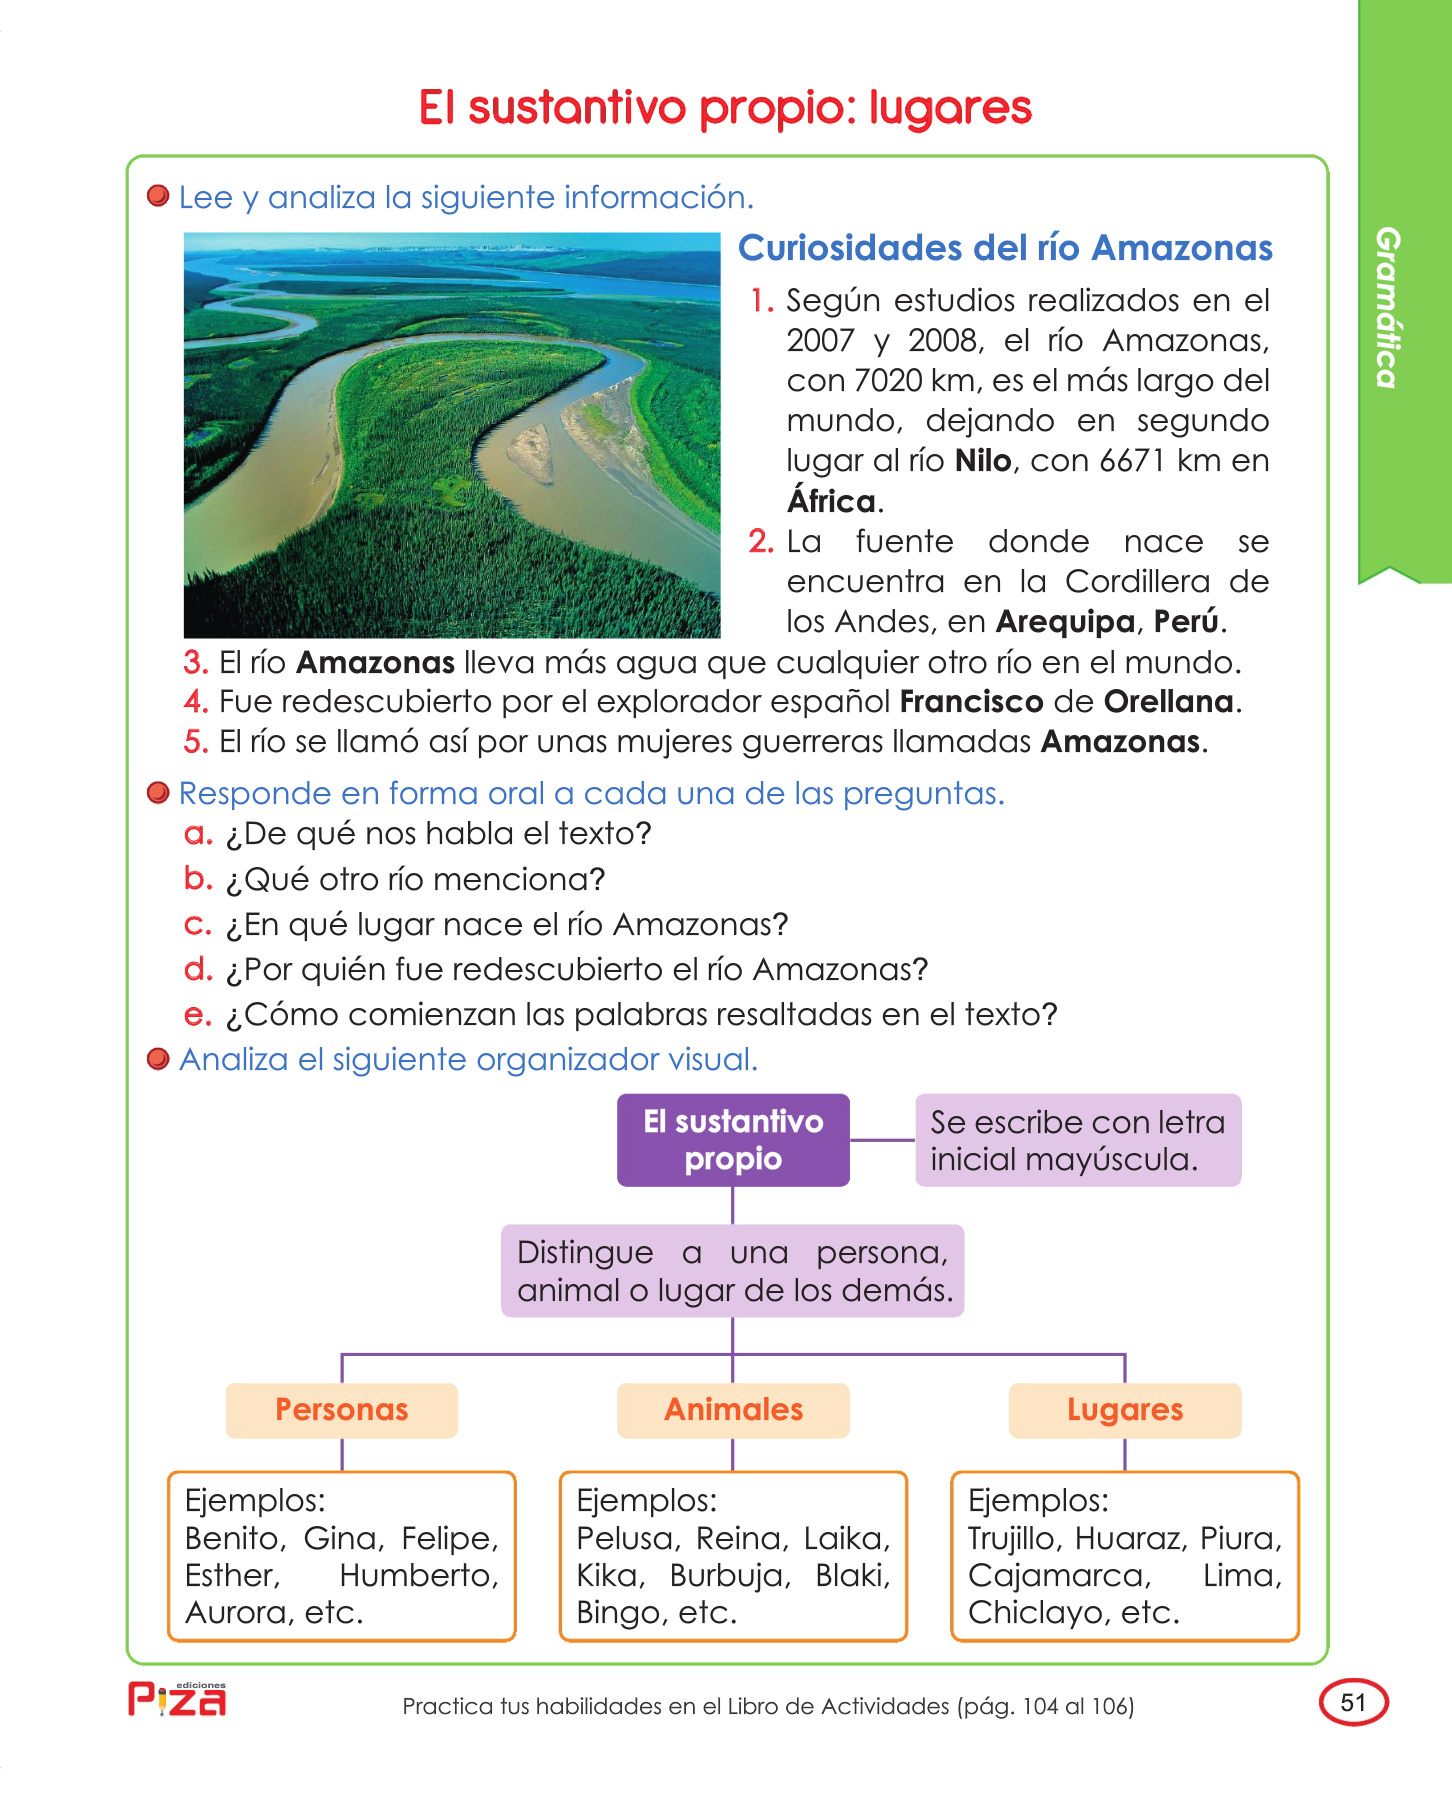 El sustantivo propio: lugares
Gramática
Lee y analiza la siguiente información.
Curiosidades del río Amazonas
1. Según estudios realizados en el
2007 y 2008, el río Amazonas,
con 7020 km, es el más largo del
mundo, dejando en segundo
lugar al río Nilo, con 6671 km en
África.
2. La fuente donde nace se
encuentra en la Cordillera de
los Andes, en Arequipa, Perú.
3. El río Amazonas lleva más agua que cualquier otro río en el mundo.
4. Fue redescubierto por el explorador español Francisco de Orellana.
5. El río se llamó así por unas mujeres guerreras llamadas Amazonas.
Responde en forma oral a cada una de las preguntas.
a. ¿De qué nos habla el texto?
b. ¿Qué otro río menciona?
c. ¿En qué lugar nace el río Amazonas?
d. ¿Por quién fue redescubierto el río Amazonas?
e. ¿Cómo comienzan las palabras resaltadas en el texto?
Analiza el siguiente organizador visual.
El sustantivo
propio
Se escribe con letra
inicial mayúscula.
Distingue a una persona,
animal o lugar de los demás.
Personas
Ejemplos:
Benito, Gina, Felipe,
Esther, Humberto,
Aurora, etc.
Animales
Ejemplos:
Pelusa, Reina, Laika,
Kika, Burbuja, Blaki,
Bingo, etc.
Lugares
Ejemplos:
Trujillo, Huaraz, Piura,
Cajamarca, Lima,
Chiclayo, etc.
ediciones
Piza
Practica tus habilidades en el Libro de Actividades (pág. 104 al 106)
51